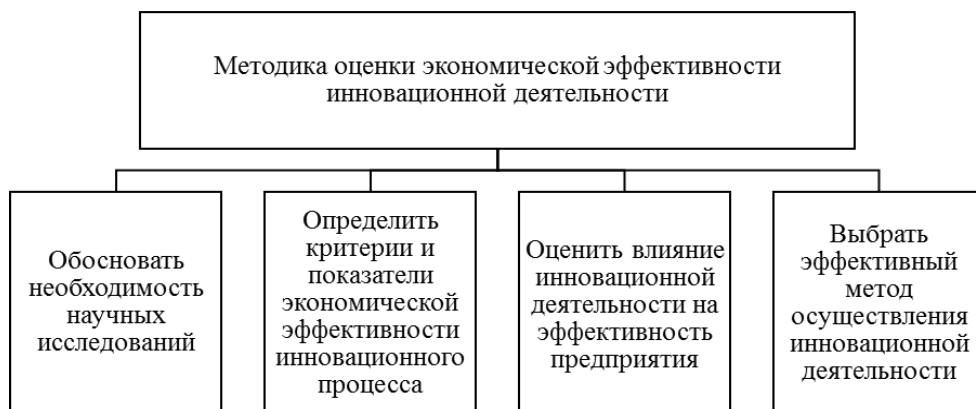 Методика оценки экономической эффективности
инновационной деятельности
Обосновать
необходимость
научных
исследований
Определить
критерии и
показатели
экономической
эффективности
инновационного
процесса
Оценить влияние
инновационной
деятельности на
эффективность
предприятия
Выбрать
эффективный
метод
осуществления
инновационной
деятельности